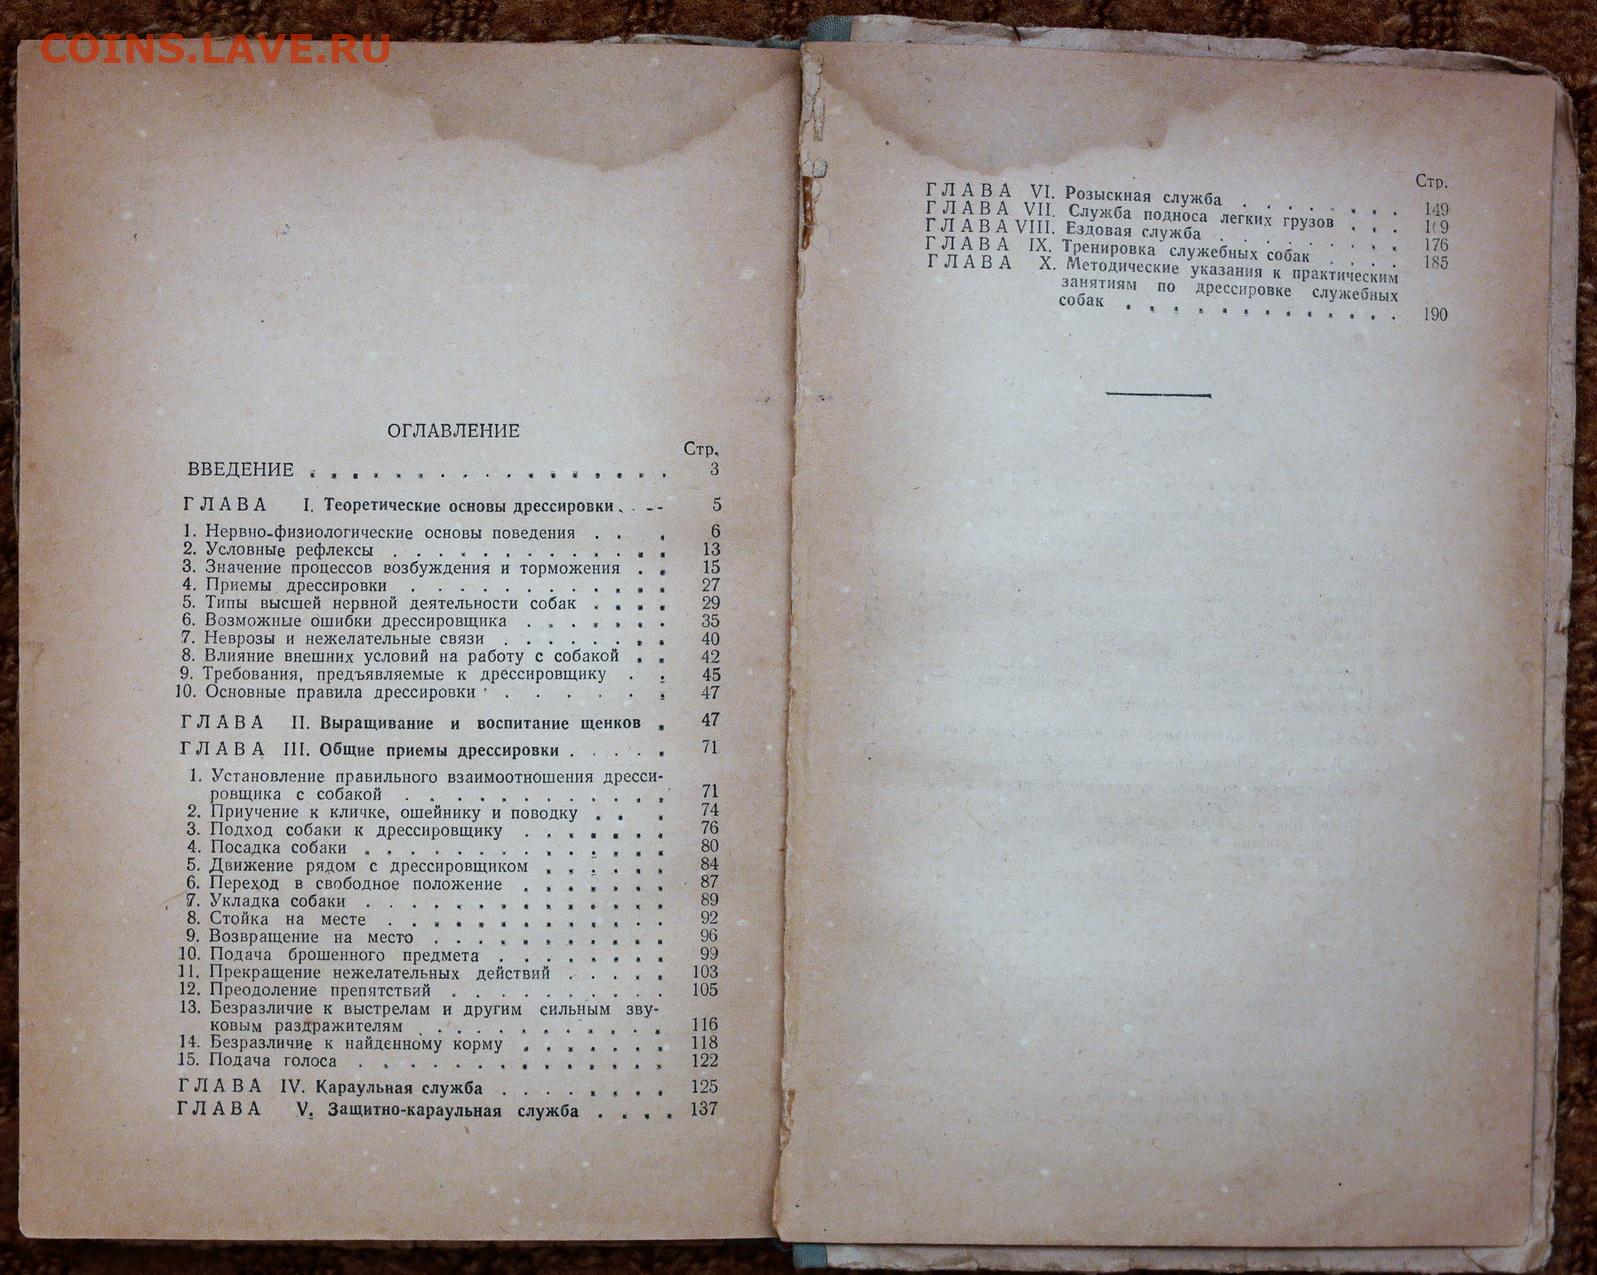 COINS.LAVE.RU
ОГЛАВЛЕНИЕ
Стр.
ВВЕДЕНИЕ . . . . . . . . . . . . . . . . . 3
ГЛАВА I. Теоретические основы дрессировки . . . 5
1. Нервно-физиологические основы поведения . . . 6
2. Условные рефлексы . . . . . . . . . . . . 13
3. Значение процессов возбуждения и торможения . . 15
4. Приемы дрессировки . . . . . . . . . . . 27
5. Типы высшей нервной деятельности собак . . . . 29
6. Возможные ошибки дрессировщика . . . . . . . 35
7. Неврозы и нежелательные связи . . . . . . . 40
8. Влияние внешних условий на работу с собакой . . 42
9. Требования, предъявляемые к дрессировщику . . 45
10. Основные правила дрессировки . . . . . . 47
ГЛАВА II. Выращивание и воспитание щенков . 47
ГЛАВА III. Общие приемы дрессировки . . . . . 71
1. Установление правильного взаимоотношения дресси-
ровщика с собакой . . . . . . . . . . . . 71
2. Приучение к кличке, ошейнику и поводку . . . 74
3. Подход собаки к дрессировщику . . . . . . . 76
4. Посадка собаки . . . . . . . . . . . . . . 80
5. Движение рядом с дрессировщиком . . . . . . 84
6. Переход в свободное положение . . . . . . . 87
7. Укладка собаки . . . . . . . . . . . . . . 89
8. Стойка на месте . . . . . . . . . . . . . 92
9. Возвращение на место . . . . . . . . . . . 96
10. Подача брошенного предмета . . . . . . . . 99
11. Прекращение нежелательных действий . . . . . 103
12. Преодоление препятствий . . . . . . . . . . 105
13. Безразличие к выстрелам и другим сильным зву-
ковым раздражителям . . . . . . . . . . . . 116
14. Безразличие к найденному корму . . . . . . . 118
15. Подача голоса . . . . . . . . . . . . . . 122
ГЛАВА IV. Караульная служба . . . . . . . . 125
ГЛАВА V. Защитно-караульная служба . . . . 137
Стр.
ГЛАВА VI. Розыскная служба . . . . . . . 149
ГЛАВА VII. Служба подноса легких грузов . . .
ГЛАВА VIII. Ездовая служба . . . . . . . . 176
ГЛАВА IX. Тренировка служебных собак . . . . 185
ГЛАВА X. Методические указания к практическим
занятиям по дрессировке служебных
собак . . . . . . . . . . . . . 190